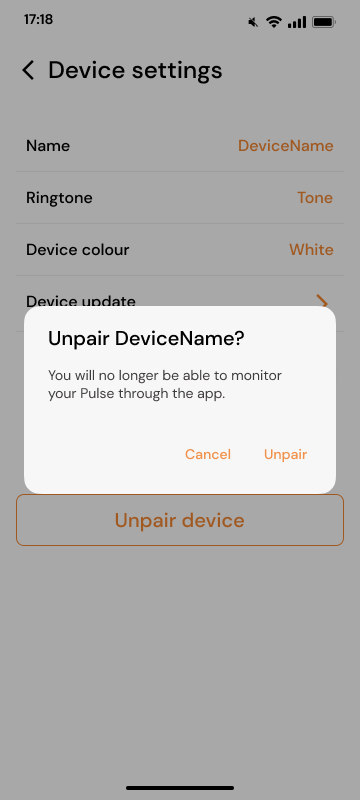 17:18
Device settings
Name DeviceName
Ringtone Tone
Device colour White
Device update
Unpair DeviceName?
You will no longer be able to monitor
your Pulse through the app.
Cancel Unpair
Unpair device